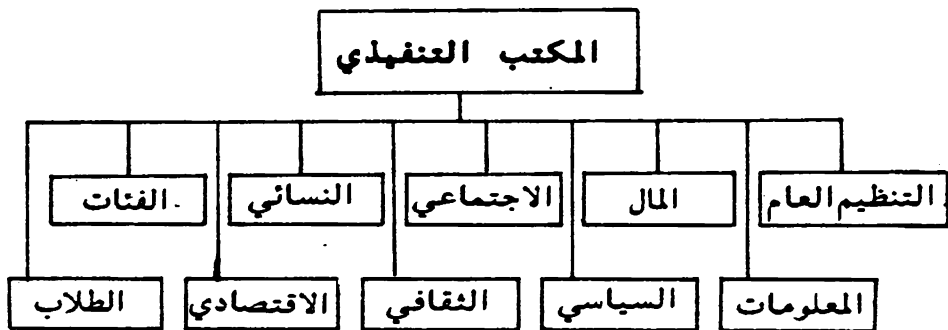 المكتب التنفيذي
التنظيم العام
المال
الاجتماعي
النسائي
الفئات
المعلومات
السياسي
الثقافي
الاقتصادي
الطلاب